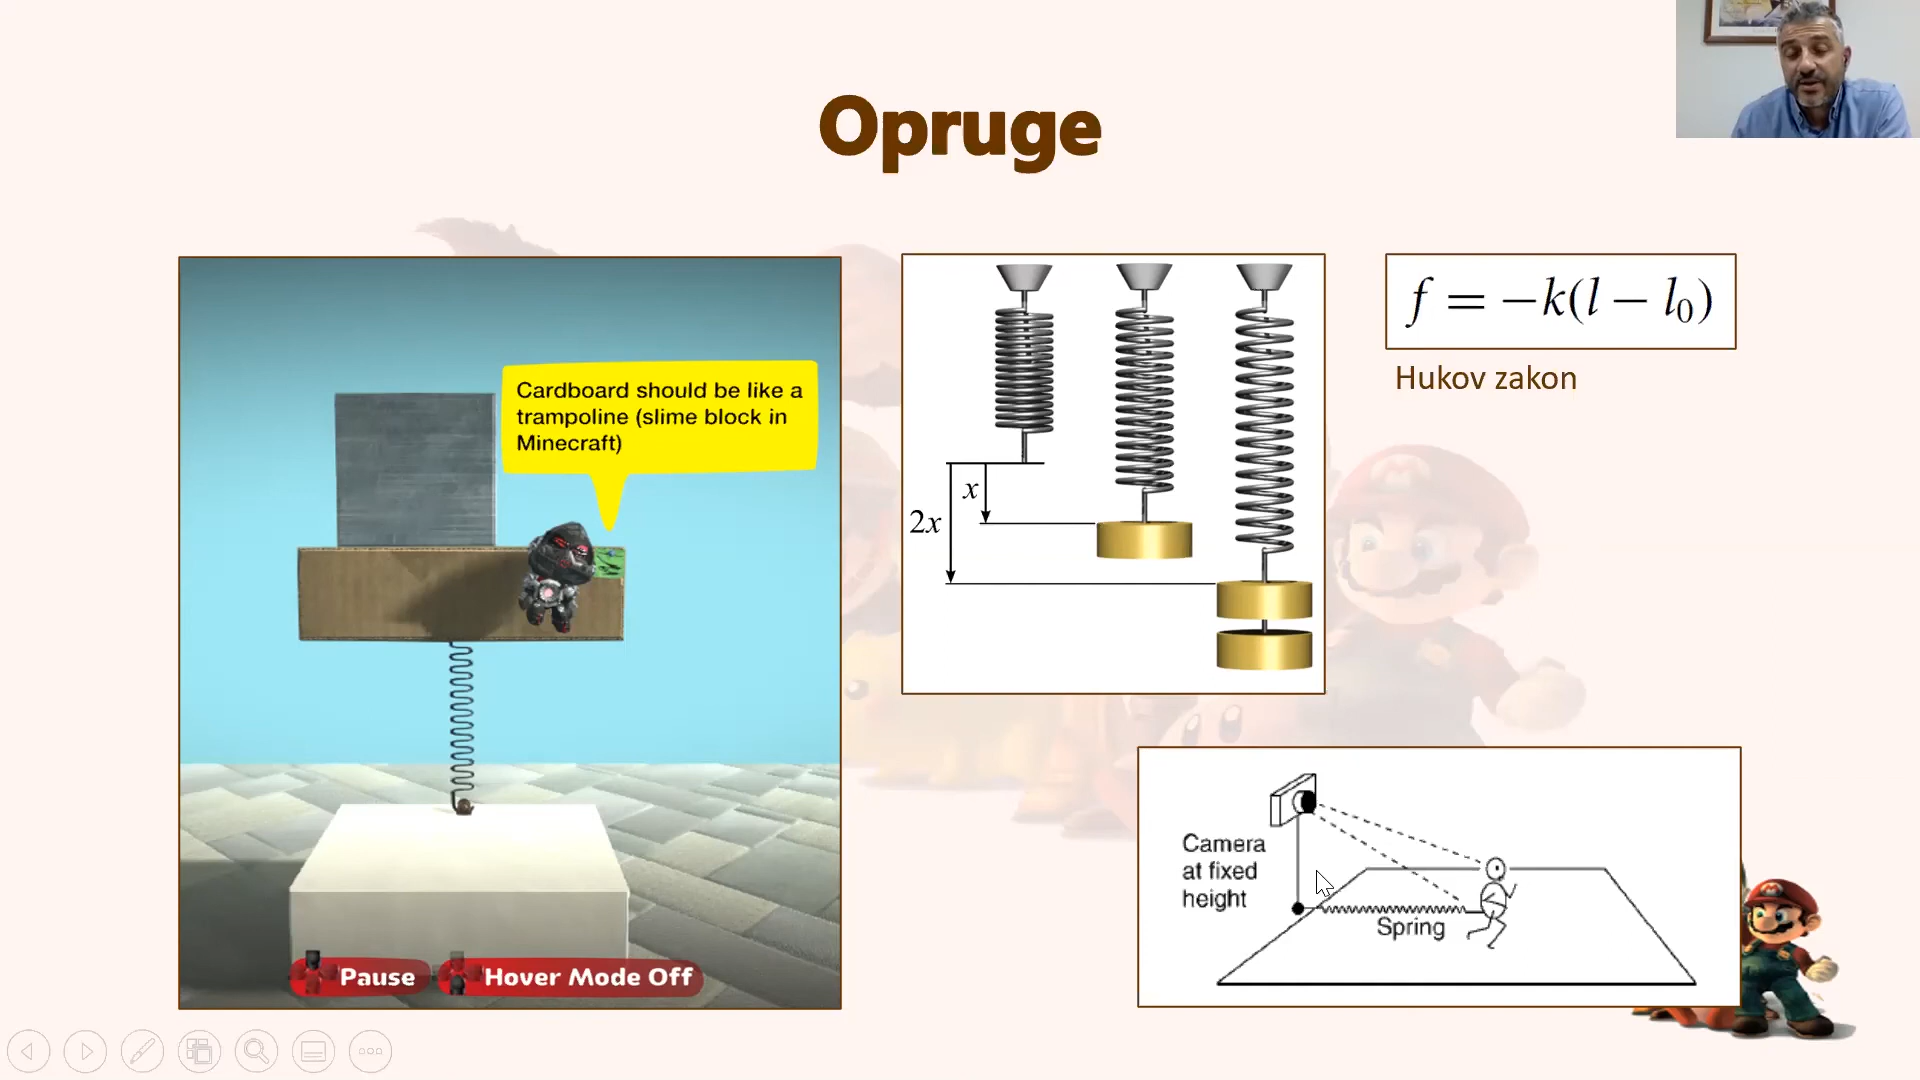 Opruge
Cardboard should be like a
trampoline (slime block in
Minecraft)
Pause
Hover Mode Off
x
2x
f = −k(l − l₀)
Hukov zakon
Camera
at fixed
height
Spring